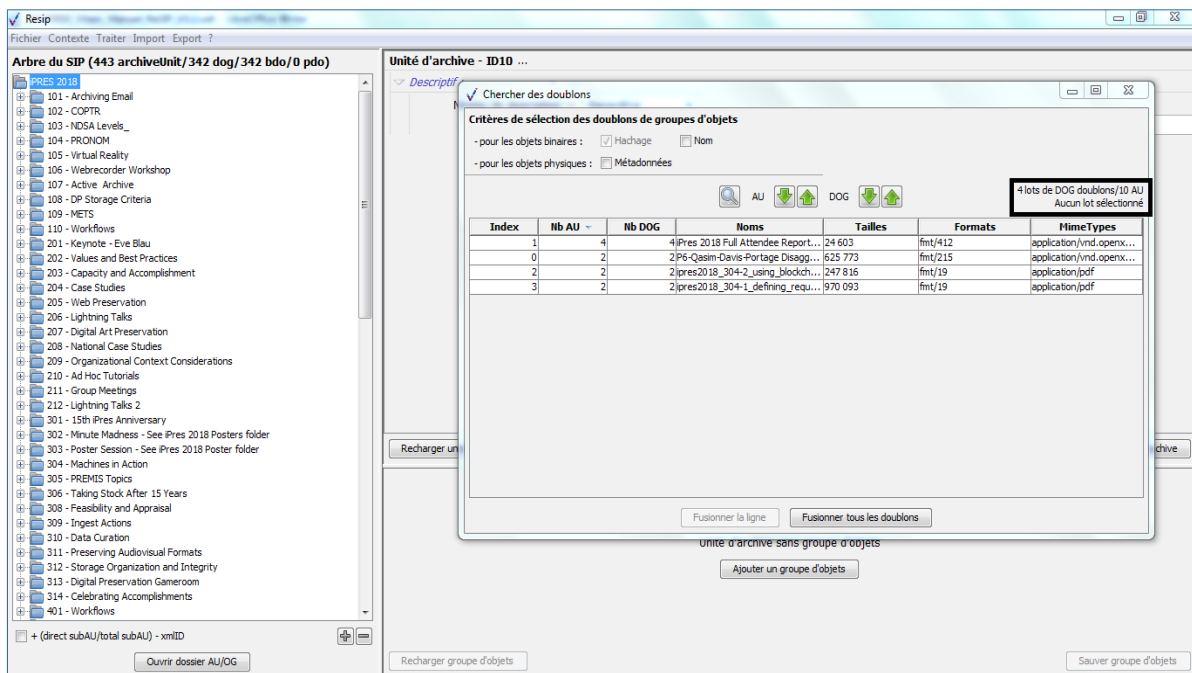 Resip
Fichier Contexte Traiter Import Export ?
Arbre du SIP (443 archiveUnit/342 dog/342 bdo/0 pdo)
iPRES 2018
101 - Archiving Email
102 - COPTR
103 - NDSA Levels_
104 - PRONOM
105 - Virtual Reality
106 - Webrecorder Workshop
107 - Active Archive
108 - DP Storage Criteria
109 - METS
110 - Workflows
201 - Keynote - Eve Blau
202 - Values and Best Practices
203 - Capacity and Accomplishment
204 - Case Studies
205 - Web Preservation
206 - Lightning Talks
207 - Digital Art Preservation
208 - National Case Studies
209 - Organizational Context Considerations
210 - Ad Hoc Tutorials
211 - Group Meetings
212 - Lightning Talks 2
301 - 15th iPres Anniversary
302 - Minute Madness - See iPres 2018 Posters folder
303 - Poster Session - See iPres 2018 Poster folder
304 - Machines in Action
305 - PREMIS Topics
306 - Taking Stock After 15 Years
308 - Feasibility and Appraisal
309 - Ingest Actions
310 - Data Curation
311 - Preserving Audiovisual Formats
312 - Storage Organization and Integrity
313 - Digital Preservation Gameroom
314 - Celebrating Accomplishments
401 - Workflows
+ (direct subAU/total subAU) - xmlID
Ouvrir dossier AU/OG
Unité d'archive - ID10 ...
Descriptif
Chercher des doublons
Critères de sélection des doublons de groupes d'objets
- pour les objets binaires : Hachage Nom
- pour les objets physiques : Métadonnées
AU DOG
4 lots de DOG doublons/10 AU
Aucun lot sélectionné
Index Nb AU Nb DOG Noms Tailles Formats MimeTypes
1 4 4 iPres 2018 Full Attendee Report... 24 603 fmt/412 application/vnd.openx...
0 2 2 P6-Qasim-Davis-Portage Disagg... 625 773 fmt/215 application/vnd.openx...
2 2 2 ipres2018_304-2_using_blockch... 247 816 fmt/19 application/pdf
3 2 2 ipres2018_304-1_defining_requ... 970 093 fmt/19 application/pdf
Fusionner la ligne Fusionner tous les doublons
Recharger un
chive
Unité d'archive sans groupe d'objets
Ajouter un groupe d'objets
Recharger groupe d'objets Sauver groupe d'objets